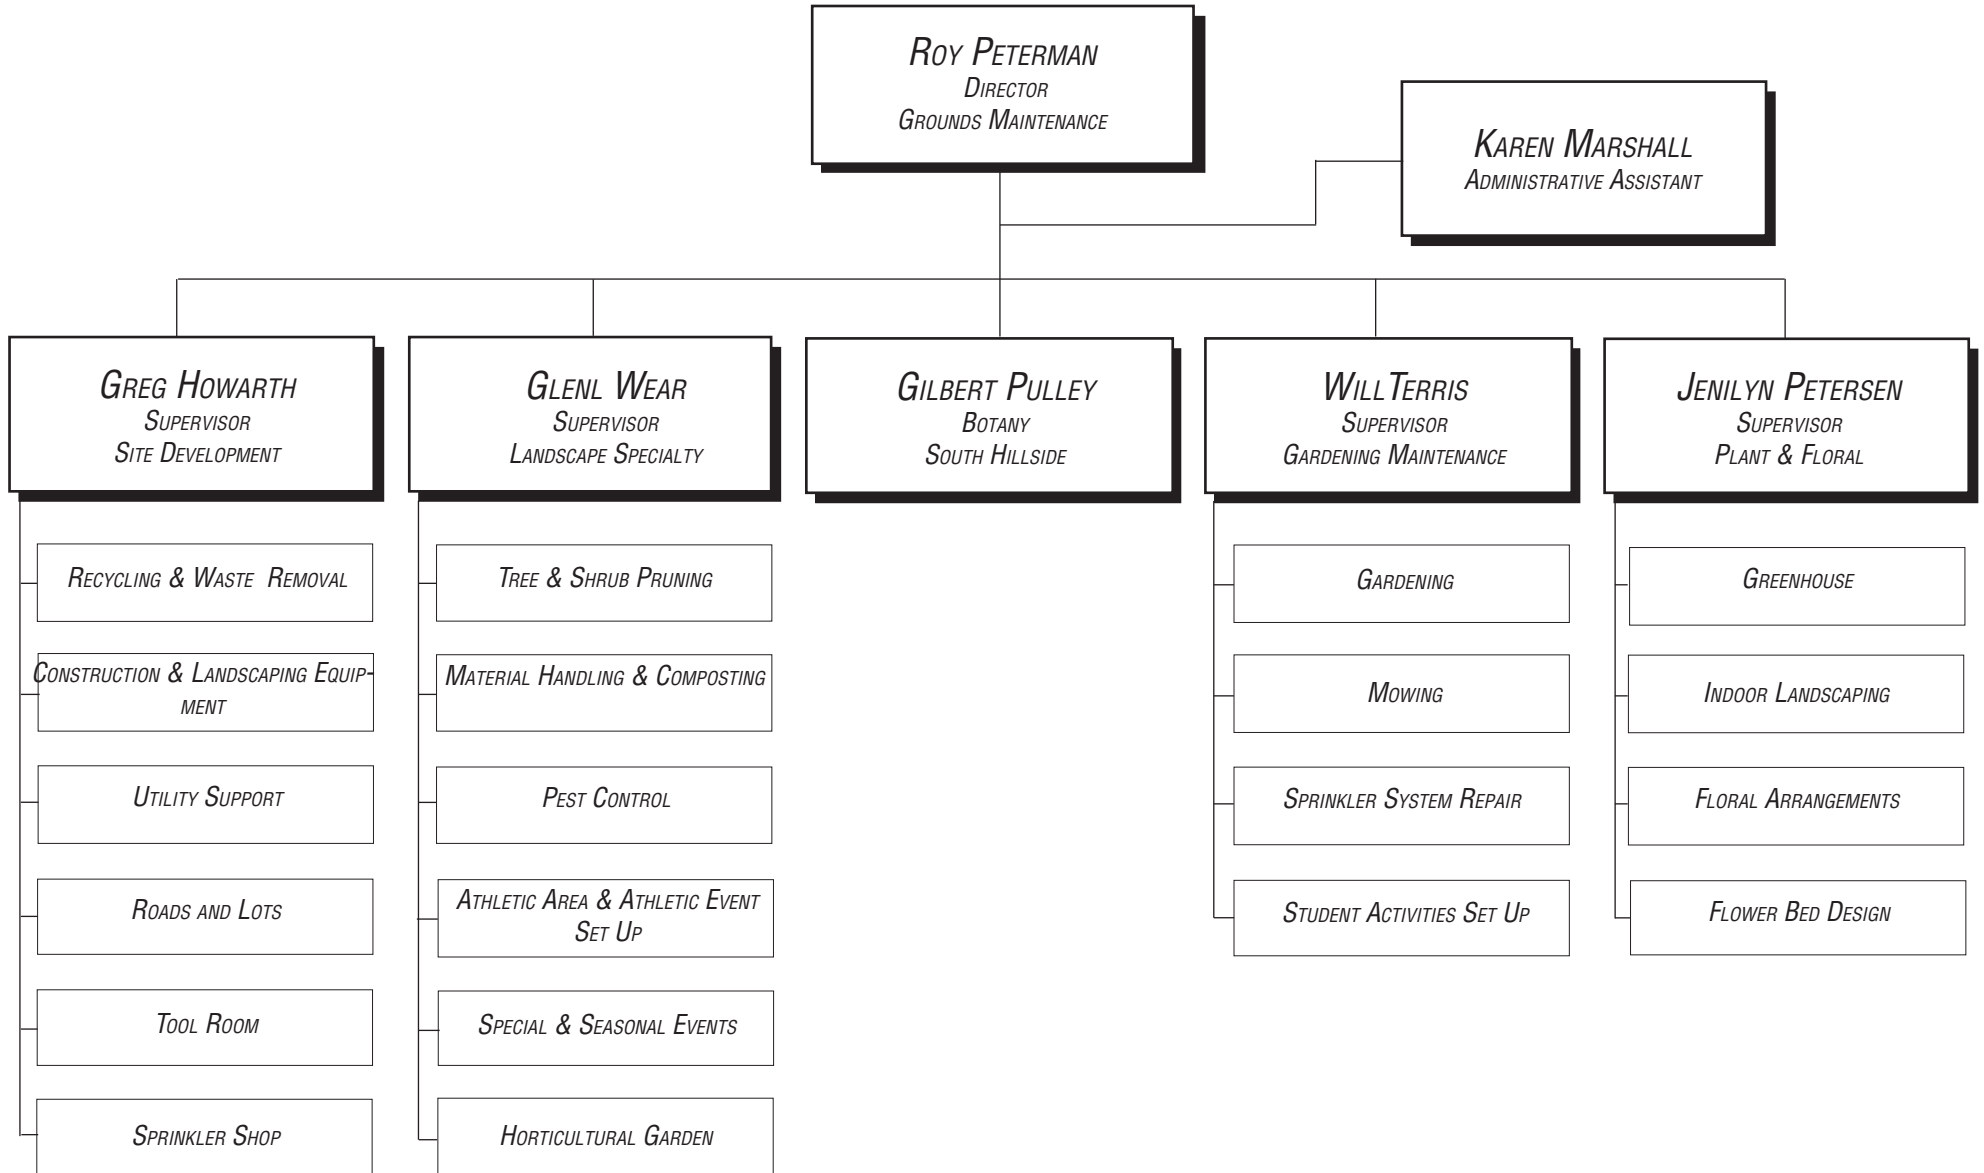 Roy Peterman
Director
Grounds Maintenance
Karen Marshall
Administrative Assistant
Greg Howarth
Supervisor
Site Development
Recycling & Waste Removal
Construction & Landscaping Equip-
ment
Utility Support
Roads and Lots
Tool Room
Sprinkler Shop
Glenl Wear
Supervisor
Landscape Specialty
Tree & Shrub Pruning
Material Handling & Composting
Pest Control
Athletic Area & Athletic Event
Set Up
Special & Seasonal Events
Horticultural Garden
Gilbert Pulley
Botany
South Hillside
WillTerris
Supervisor
Gardening Maintenance
Gardening
Mowing
Sprinkler System Repair
Student Activities Set Up
Jenilyn Petersen
Supervisor
Plant & Floral
Greenhouse
Indoor Landscaping
Floral Arrangements
Flower Bed Design